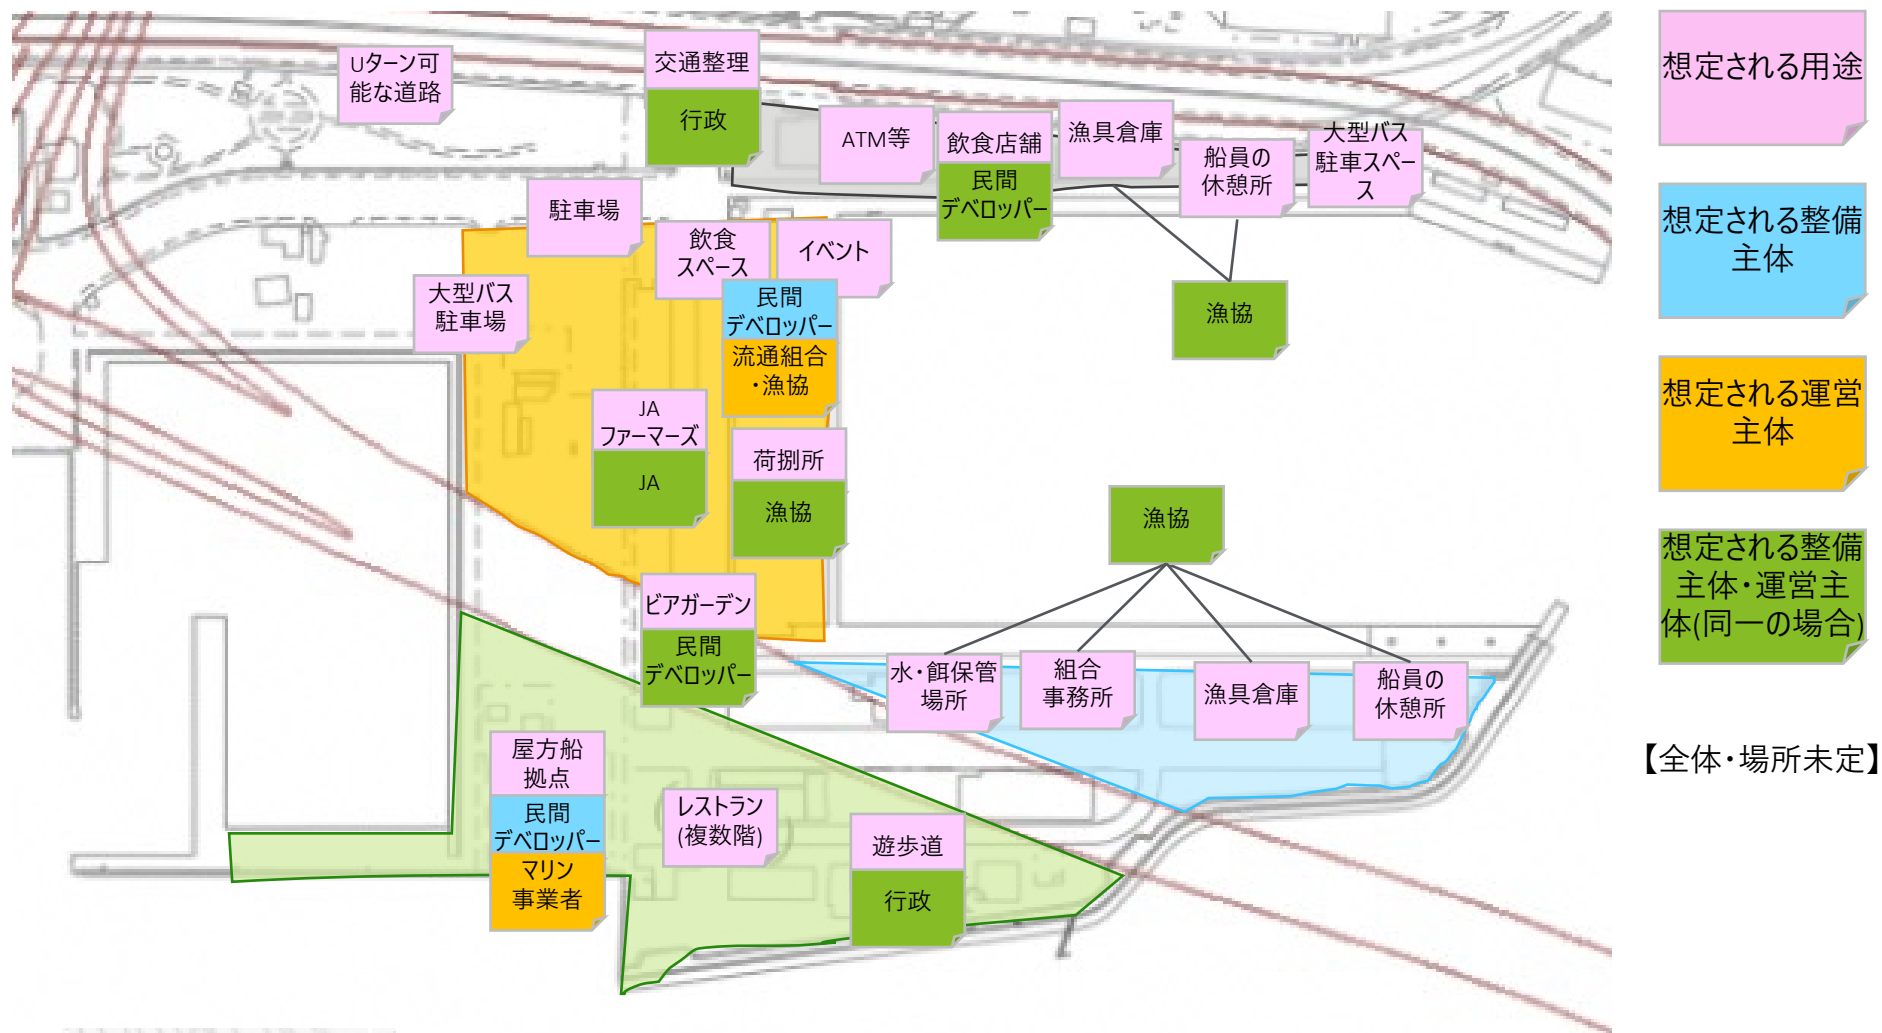 Uターン可
能な道路
交通整理
行政
ATM等
飲食店舗
民間
デベロッパー
漁具倉庫
船員の
休憩所
大型バス
駐車スペー
ス
漁協
駐車場
飲食
スペース
イベント
民間
デベロッパー
流通組合
・漁協
大型バス
駐車場
JA
ファーマーズ
JA
荷捌所
漁協
漁協
水・餌保管
場所
組合
事務所
漁具倉庫
船員の
休憩所
ビアガーデン
民間
デベロッパー
屋方船
拠点
民間
デベロッパー
マリン
事業者
レストラン
(複数階)
遊歩道
行政
想定される用途
想定される整備
主体
想定される運営
主体
想定される整備
主体・運営主
体(同一の場合)
【全体・場所未定】